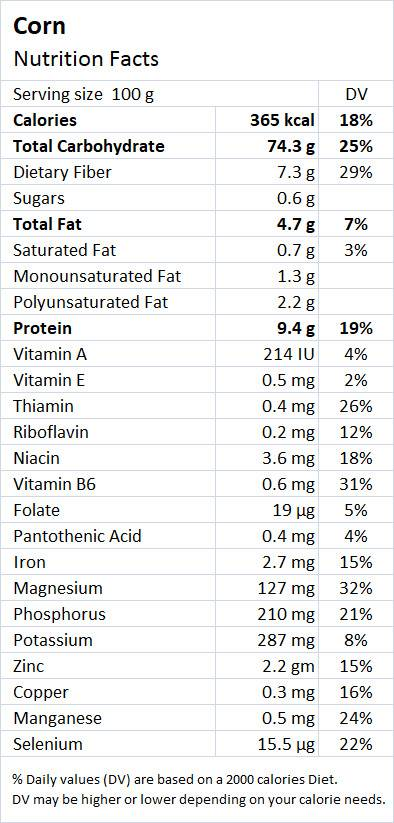 Corn
Nutrition Facts
Serving size 100 g DV
Calories 365 kcal 18%
Total Carbohydrate 74.3 g 25%
Dietary Fiber 7.3 g 29%
Sugars 0.6 g
Total Fat 4.7 g 7%
Saturated Fat 0.7 g 3%
Monounsaturated Fat 1.3 g
Polyunsaturated Fat 2.2 g
Protein 9.4 g 19%
Vitamin A 214 IU 4%
Vitamin E 0.5 mg 2%
Thiamin 0.4 mg 26%
Riboflavin 0.2 mg 12%
Niacin 3.6 mg 18%
Vitamin B6 0.6 mg 31%
Folate 19 µg 5%
Pantothenic Acid 0.4 mg 4%
Iron 2.7 mg 15%
Magnesium 127 mg 32%
Phosphorus 210 mg 21%
Potassium 287 mg 8%
Zinc 2.2 gm 15%
Copper 0.3 mg 16%
Manganese 0.5 mg 24%
Selenium 15.5 µg 22%
% Daily values (DV) are based on a 2000 calories Diet.
DV may be higher or lower depending on your calorie needs.